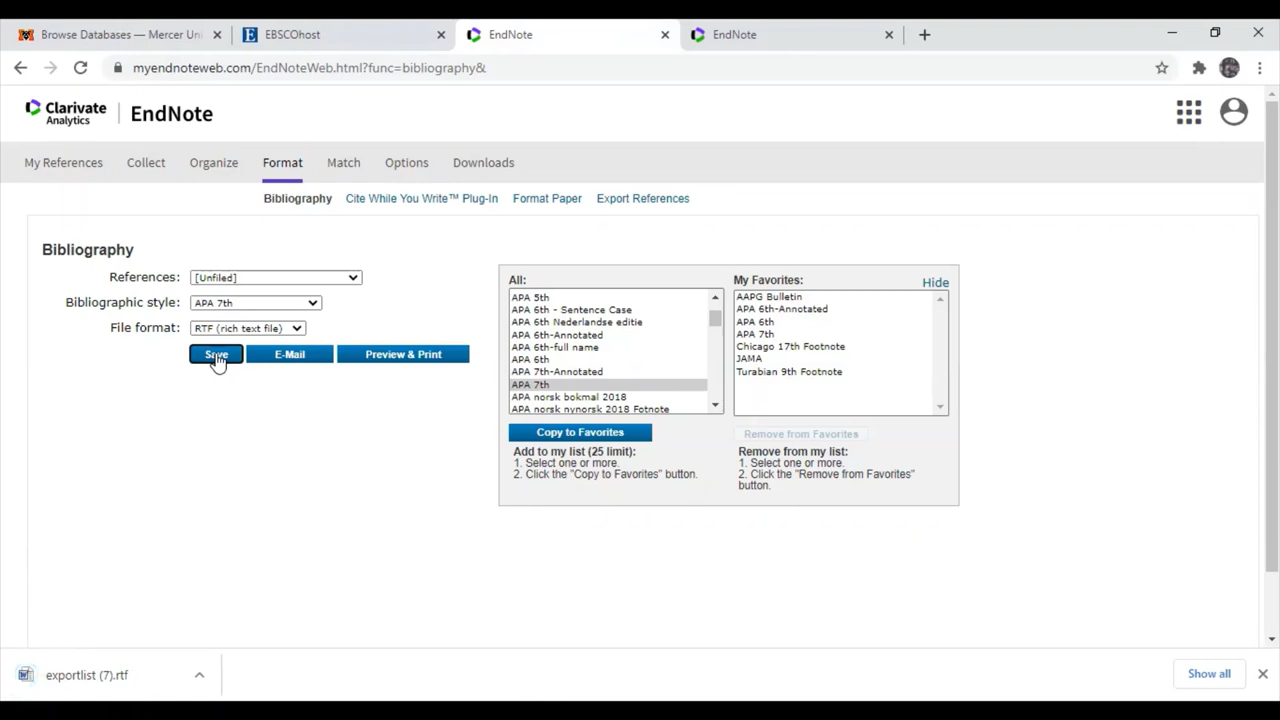 Browse Databases — Mercer Uni
EBSCOhost
EndNote
EndNote
myendnoteweb.com/EndNoteWeb.html?func=bibliography&
Clarivate
Analytics
EndNote
My References
Collect
Organize
Format
Match
Options
Downloads
Bibliography
Cite While You Write™ Plug-In
Format Paper
Export References
Bibliography
References:
[Unfiled]
Bibliographic style:
APA 7th
File format:
RTF (rich text file)
Save
E-Mail
Preview & Print
All:
APA 5th
APA 6th - Sentence Case
APA 6th Nederlandse editie
APA 6th-Annotated
APA 6th-full name
APA 6th
APA 7th-Annotated
APA 7th
APA norsk bokmal 2018
APA norsk nynorsk 2018 Fotnote
Copy to Favorites
Add to my list (25 limit):
1. Select one or more.
2. Click the "Copy to Favorites" button.
My Favorites:
Hide
AAPG Bulletin
APA 6th-Annotated
APA 6th
APA 7th
Chicago 17th Footnote
JAMA
Turabian 9th Footnote
Remove from Favorites
Remove from my list:
1. Select one or more.
2. Click the "Remove from Favorites"
button.
exportlist (7).rtf
Show all